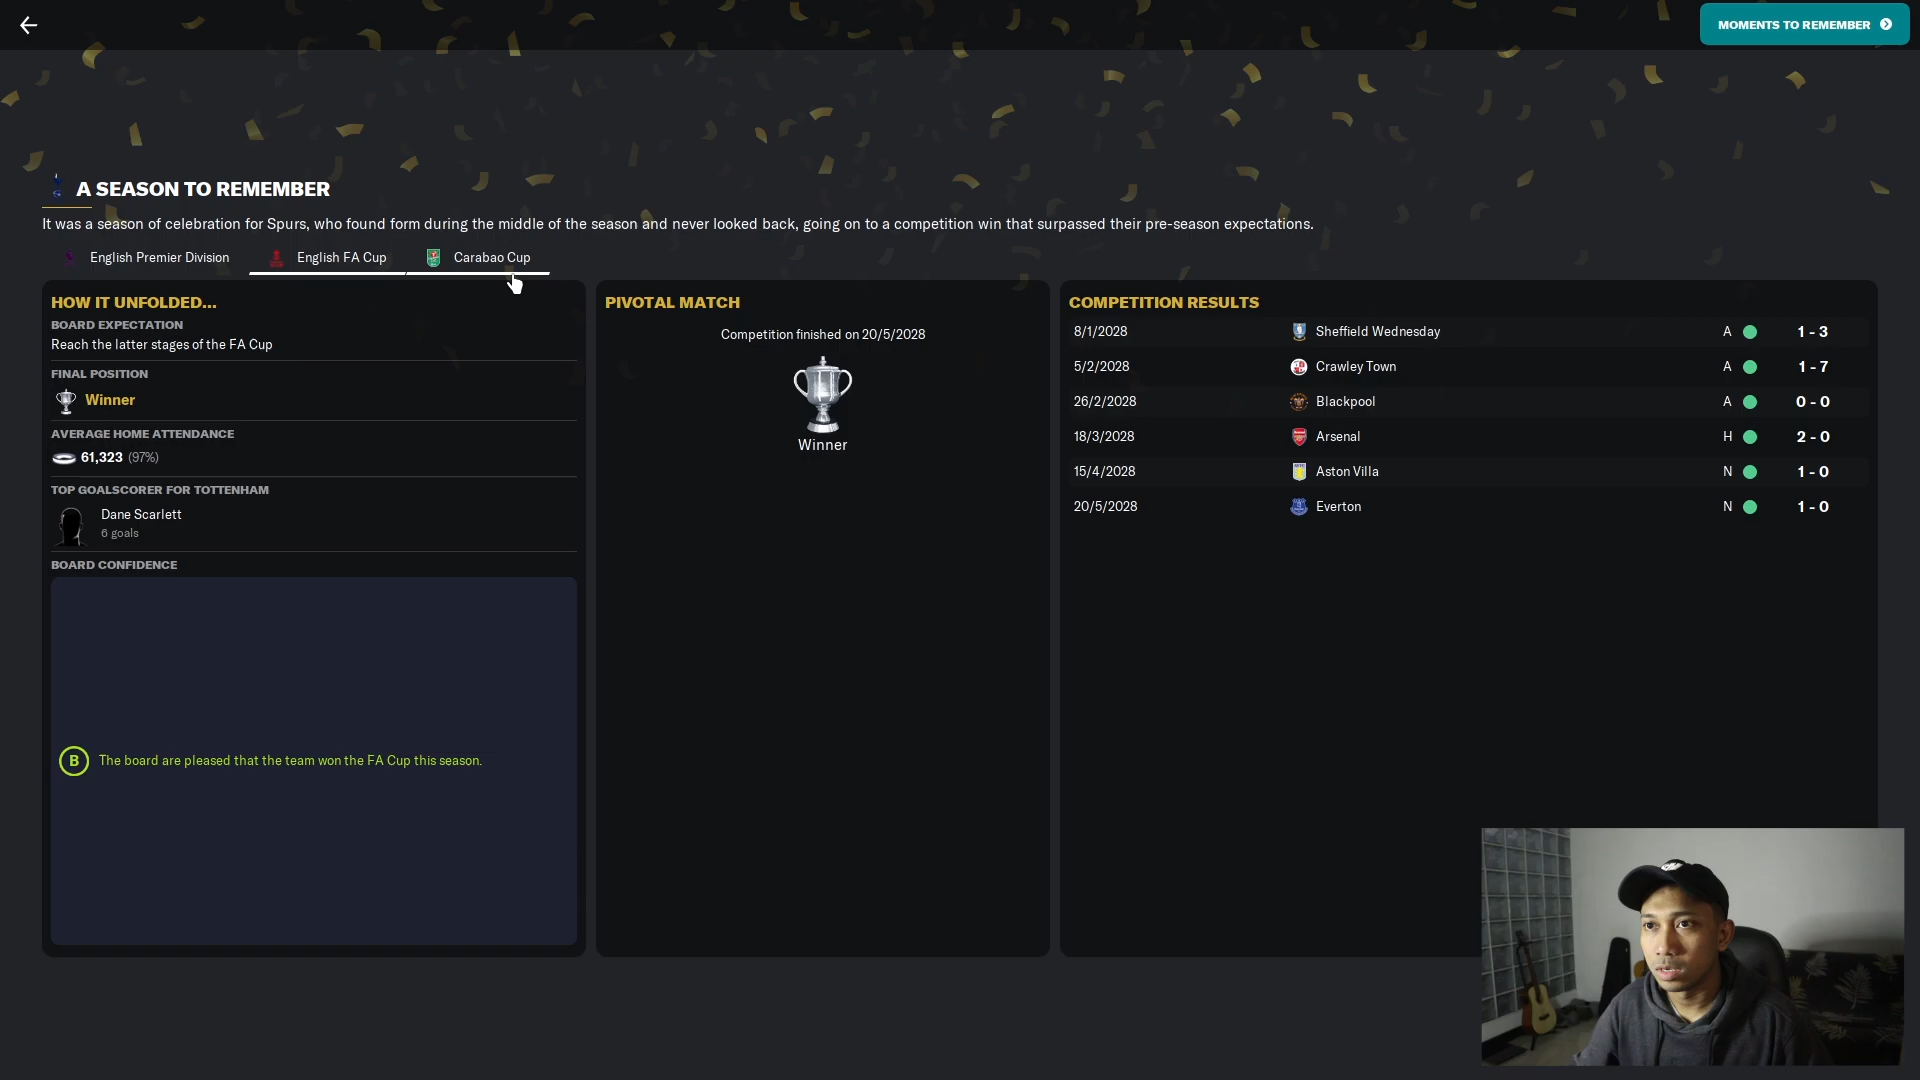 MOMENTS TO REMEMBER
A SEASON TO REMEMBER
It was a season of celebration for Spurs, who found form during the middle of the season and never looked back, going on to a competition win that surpassed their pre-season expectations.
English Premier Division English FA Cup Carabao Cup
HOW IT UNFOLDED...
BOARD EXPECTATION
Reach the latter stages of the FA Cup
FINAL POSITION
Winner
AVERAGE HOME ATTENDANCE
61,323 (97%)
TOP GOALSCORER FOR TOTTENHAM
Dane Scarlett
6 goals
BOARD CONFIDENCE
B The board are pleased that the team won the FA Cup this season.
PIVOTAL MATCH
Competition finished on 20/5/2028
Winner
COMPETITION RESULTS
8/1/2028 Sheffield Wednesday A 1 - 3
5/2/2028 Crawley Town A 1 - 7
26/2/2028 Blackpool A 0 - 0
18/3/2028 Arsenal H 2 - 0
15/4/2028 Aston Villa N 1 - 0
20/5/2028 Everton N 1 - 0